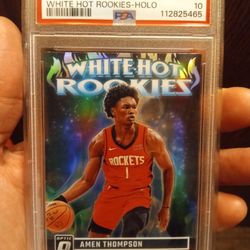 WHITE HOT ROOKIES-HOLO 10
PSA 112825465
WHITE-HOT
ROOKIES
ROCKETS
1
OPTIC
AMEN THOMPSON